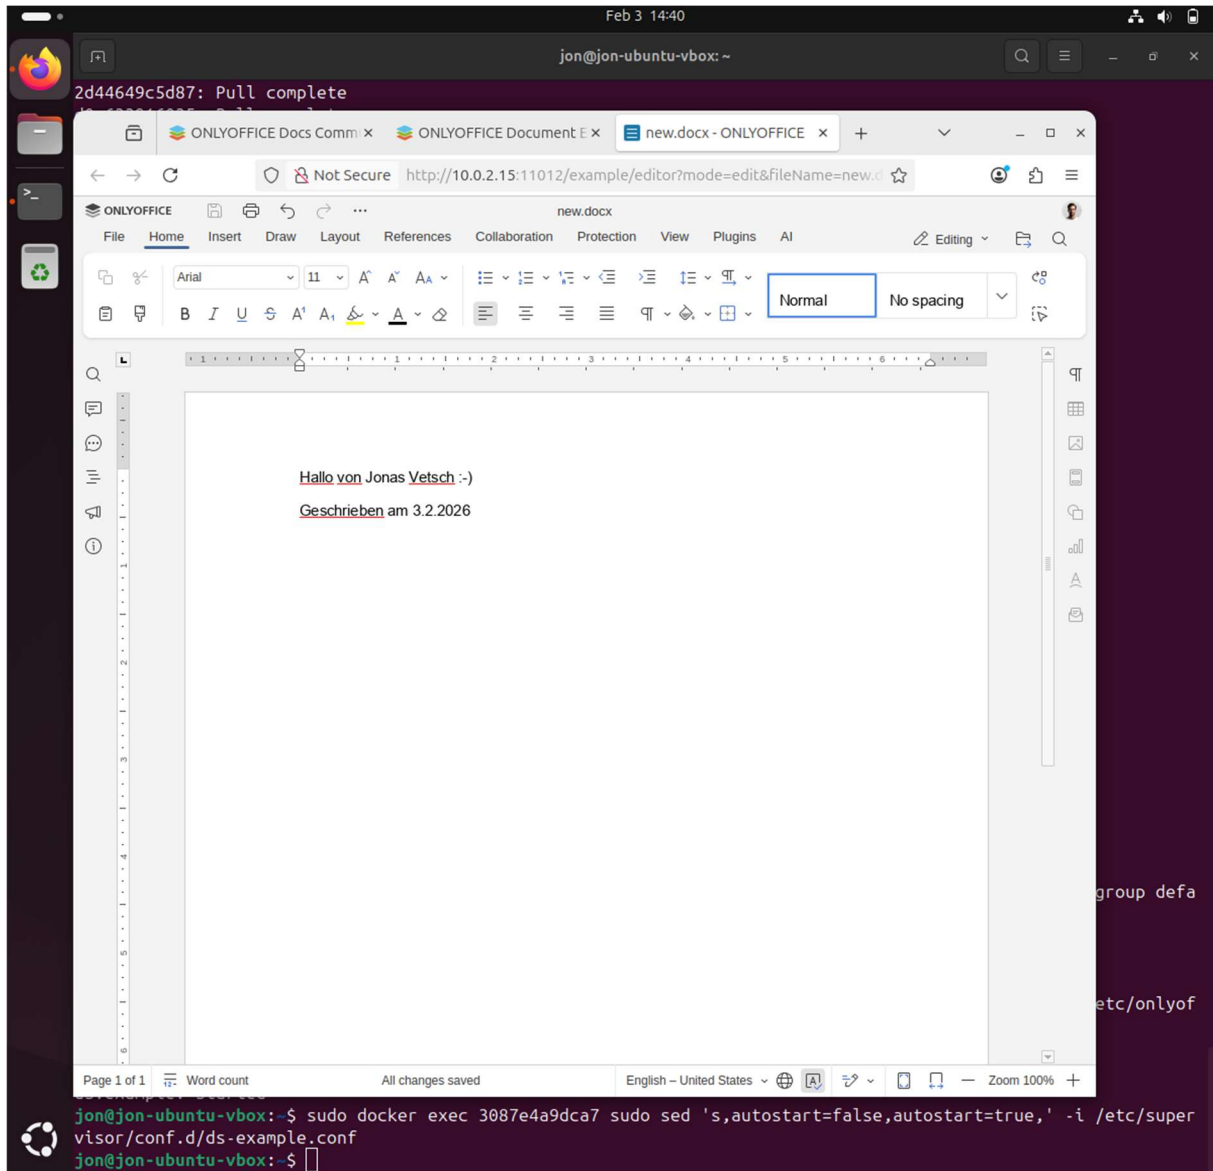 Feb 3 14:40
jon@jon-ubuntu-vbox: ~
2d44649c5d87: Pull complete
ONLYOFFICE Docs Comm
ONLYOFFICE Document E
new.docx - ONLYOFFICE
Not Secure http://10.0.2.15:11012/example/editor?mode=edit&fileName=new.d
ONLYOFFICE
new.docx
File Home Insert Draw Layout References Collaboration Protection View Plugins AI
Editing
Arial 11
Normal No spacing
Hallo von Jonas Vetsch :-)
Geschrieben am 3.2.2026
group defa
etc/onlyof
Page 1 of 1 Word count All changes saved English – United States Zoom 100%
jon@jon-ubuntu-vbox:~$ sudo docker exec 3087e4a9dca7 sudo sed 's,autostart=false,autostart=true,' -i /etc/super
visor/conf.d/ds-example.conf
jon@jon-ubuntu-vbox:~$